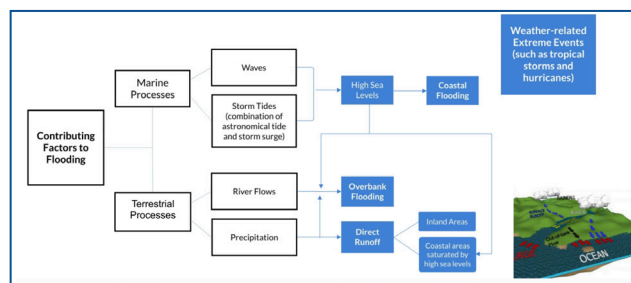 Weather-related
Extreme Events
(such as tropical
storms and
hurricanes)
Waves
Marine
Processes
High Sea
Levels
Coastal
Flooding
Storm Tides
(combination of
astronomical tide
and storm surge)
Contributing
Factors to
Flooding
River Flows
Overbank
Flooding
Terrestrial
Processes
Precipitation
Direct
Runoff
Inland Areas
Coastal areas
saturated by
high sea levels
OCEAN